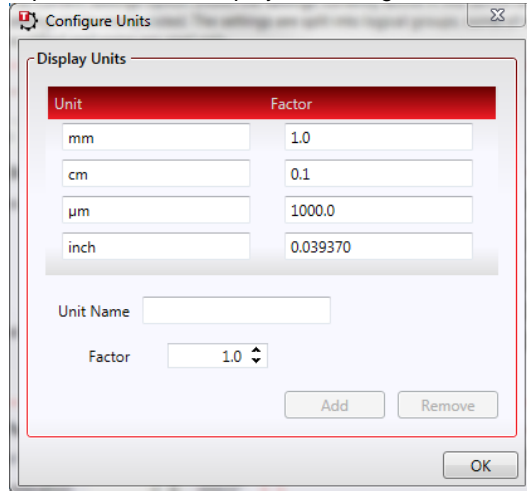 Configure Units
Display Units
Unit Factor
mm 1.0
cm 0.1
µm 1000.0
inch 0.039370
Unit Name
Factor 1.0
Add Remove
OK